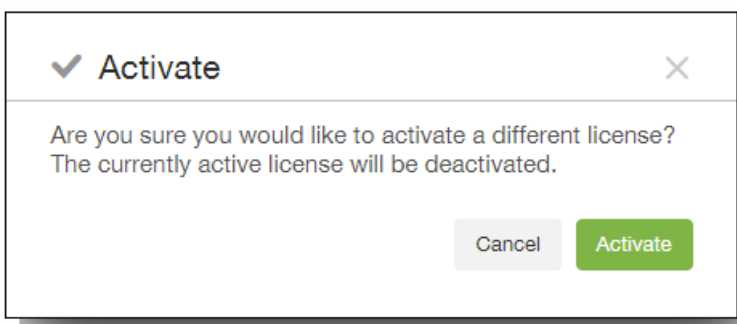 Activate
Are you sure you would like to activate a different license?
The currently active license will be deactivated.
Cancel Activate